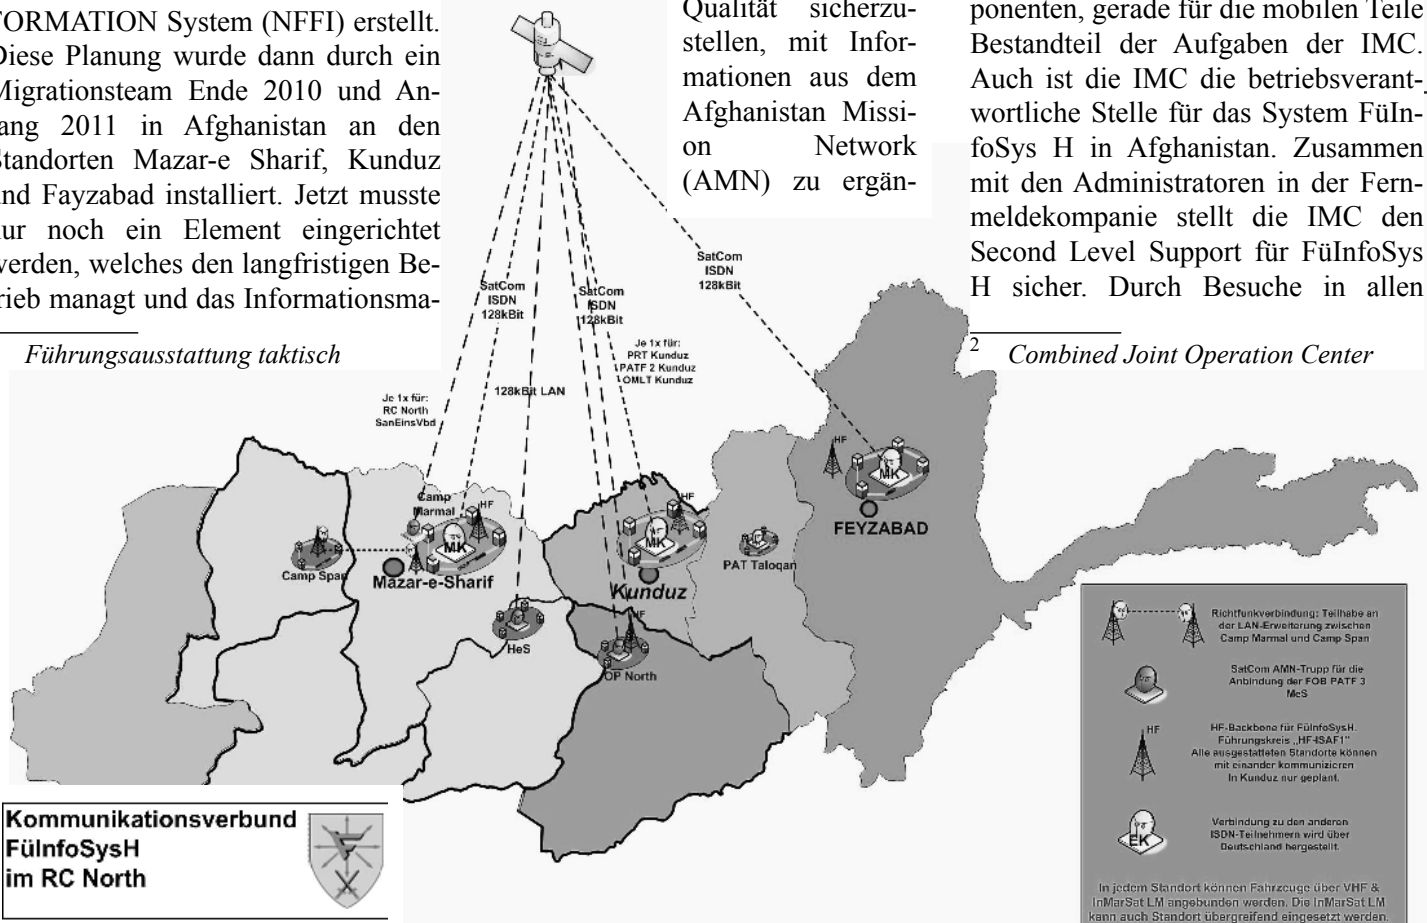 FORMATION System (NFFI) erstellt.
Diese Planung wurde dann durch ein
Migrationsteam Ende 2010 und An-
fang 2011 in Afghanistan an den
Standorten Mazar-e Sharif, Kunduz
und Fayzabad installiert. Jetzt musste
nur noch ein Element eingerichtet
werden, welches den langfristigen Be-
trieb managt und das Informationsma-
Führungsausstattung taktisch
Qualität sicherzu-
stellen, mit Infor-
mationen aus dem
Afghanistan Missi-
on Network
(AMN) zu ergän-
ponenten, gerade für die mobilen Teile
Bestandteil der Aufgaben der IMC.
Auch ist die IMC die betriebsverant-
wortliche Stelle für das System FüIn-
foSys H in Afghanistan. Zusammen
mit den Administratoren in der Fern-
meldekompanie stellt die IMC den
Second Level Support für FüInfoSys
H sicher. Durch Besuche in allen
2 Combined Joint Operation Center
SatCom
ISDN
128kBit
SatCom
ISDN
128kBit
SatCom
ISDN
128kBit
Je 1x für:
PRT Kunduz
PATF 2 Kunduz
OMLT Kunduz
128kBit LAN
Je 1x für:
RC North
SanEinsVbd
Camp
Marmal
HF
MK
Camp Span
Mazar-e-Sharif
HF
MK
Kunduz
PAT Taloqan
HF
MK
FEYZABAD
HeS
HF
OP North
Richtfunkverbindung: Teilhabe an
der LAN-Erweiterung zwischen
Camp Marmal und Camp Span
SatCom AMN-Trupp für die
Anbindung der FOB PATF 3
MeS
HF
HF-Backbone für FüInfoSysH.
Führungskreis „HF-ISAF1"
Alle ausgestatteten Standorte können
mit einander kommunizieren
In Kunduz nur geplant.
EK
Verbindung zu den anderen
ISDN-Teilnehmern wird über
Deutschland hergestellt.
In jedem Standort können Fahrzeuge über VHF &
InMarSat LM angebunden werden. Die InMarSat LM
kann auch Standort übergreifend eingesetzt werden.
Kommunikationsverbund
FüInfoSysH
im RC North